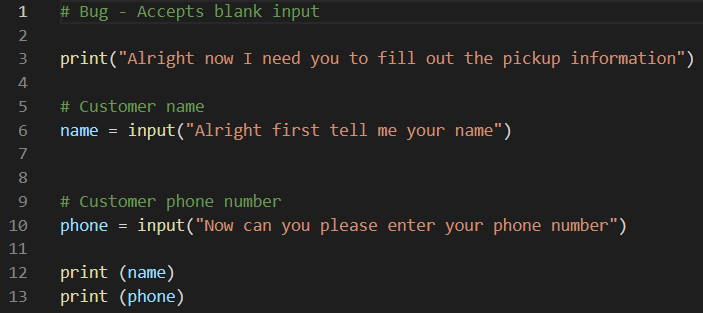 1 # Bug - Accepts blank input
2
3 print("Alright now I need you to fill out the pickup information")
4
5 # Customer name
6 name = input("Alright first tell me your name")
7
8
9 # Customer phone number
10 phone = input("Now can you please enter your phone number")
11
12 print (name)
13 print (phone)